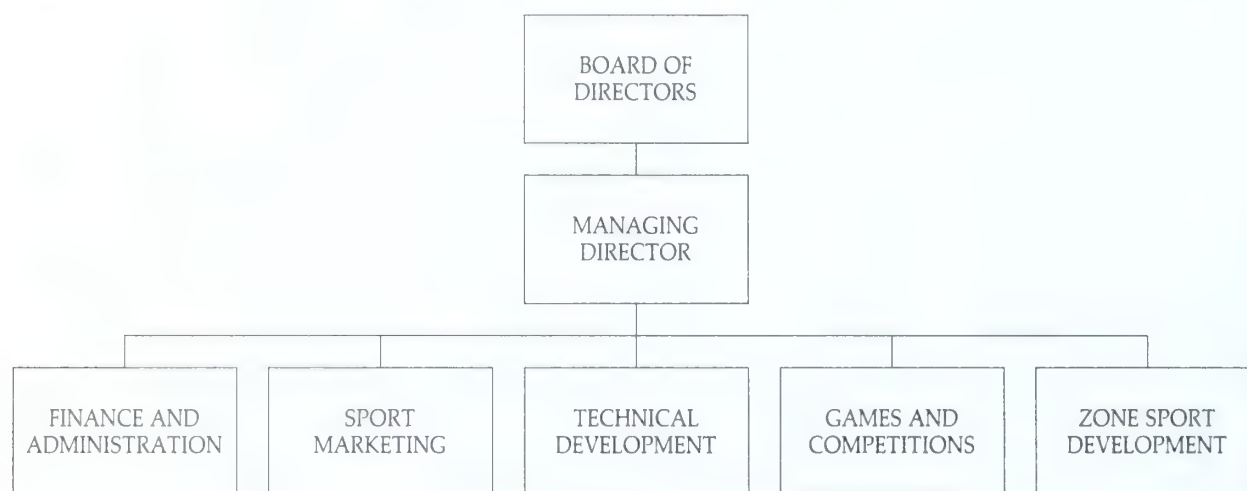 BOARD OF
DIRECTORS
MANAGING
DIRECTOR
FINANCE AND
ADMINISTRATION
SPORT
MARKETING
TECHNICAL
DEVELOPMENT
GAMES AND
COMPETITIONS
ZONE SPORT
DEVELOPMENT